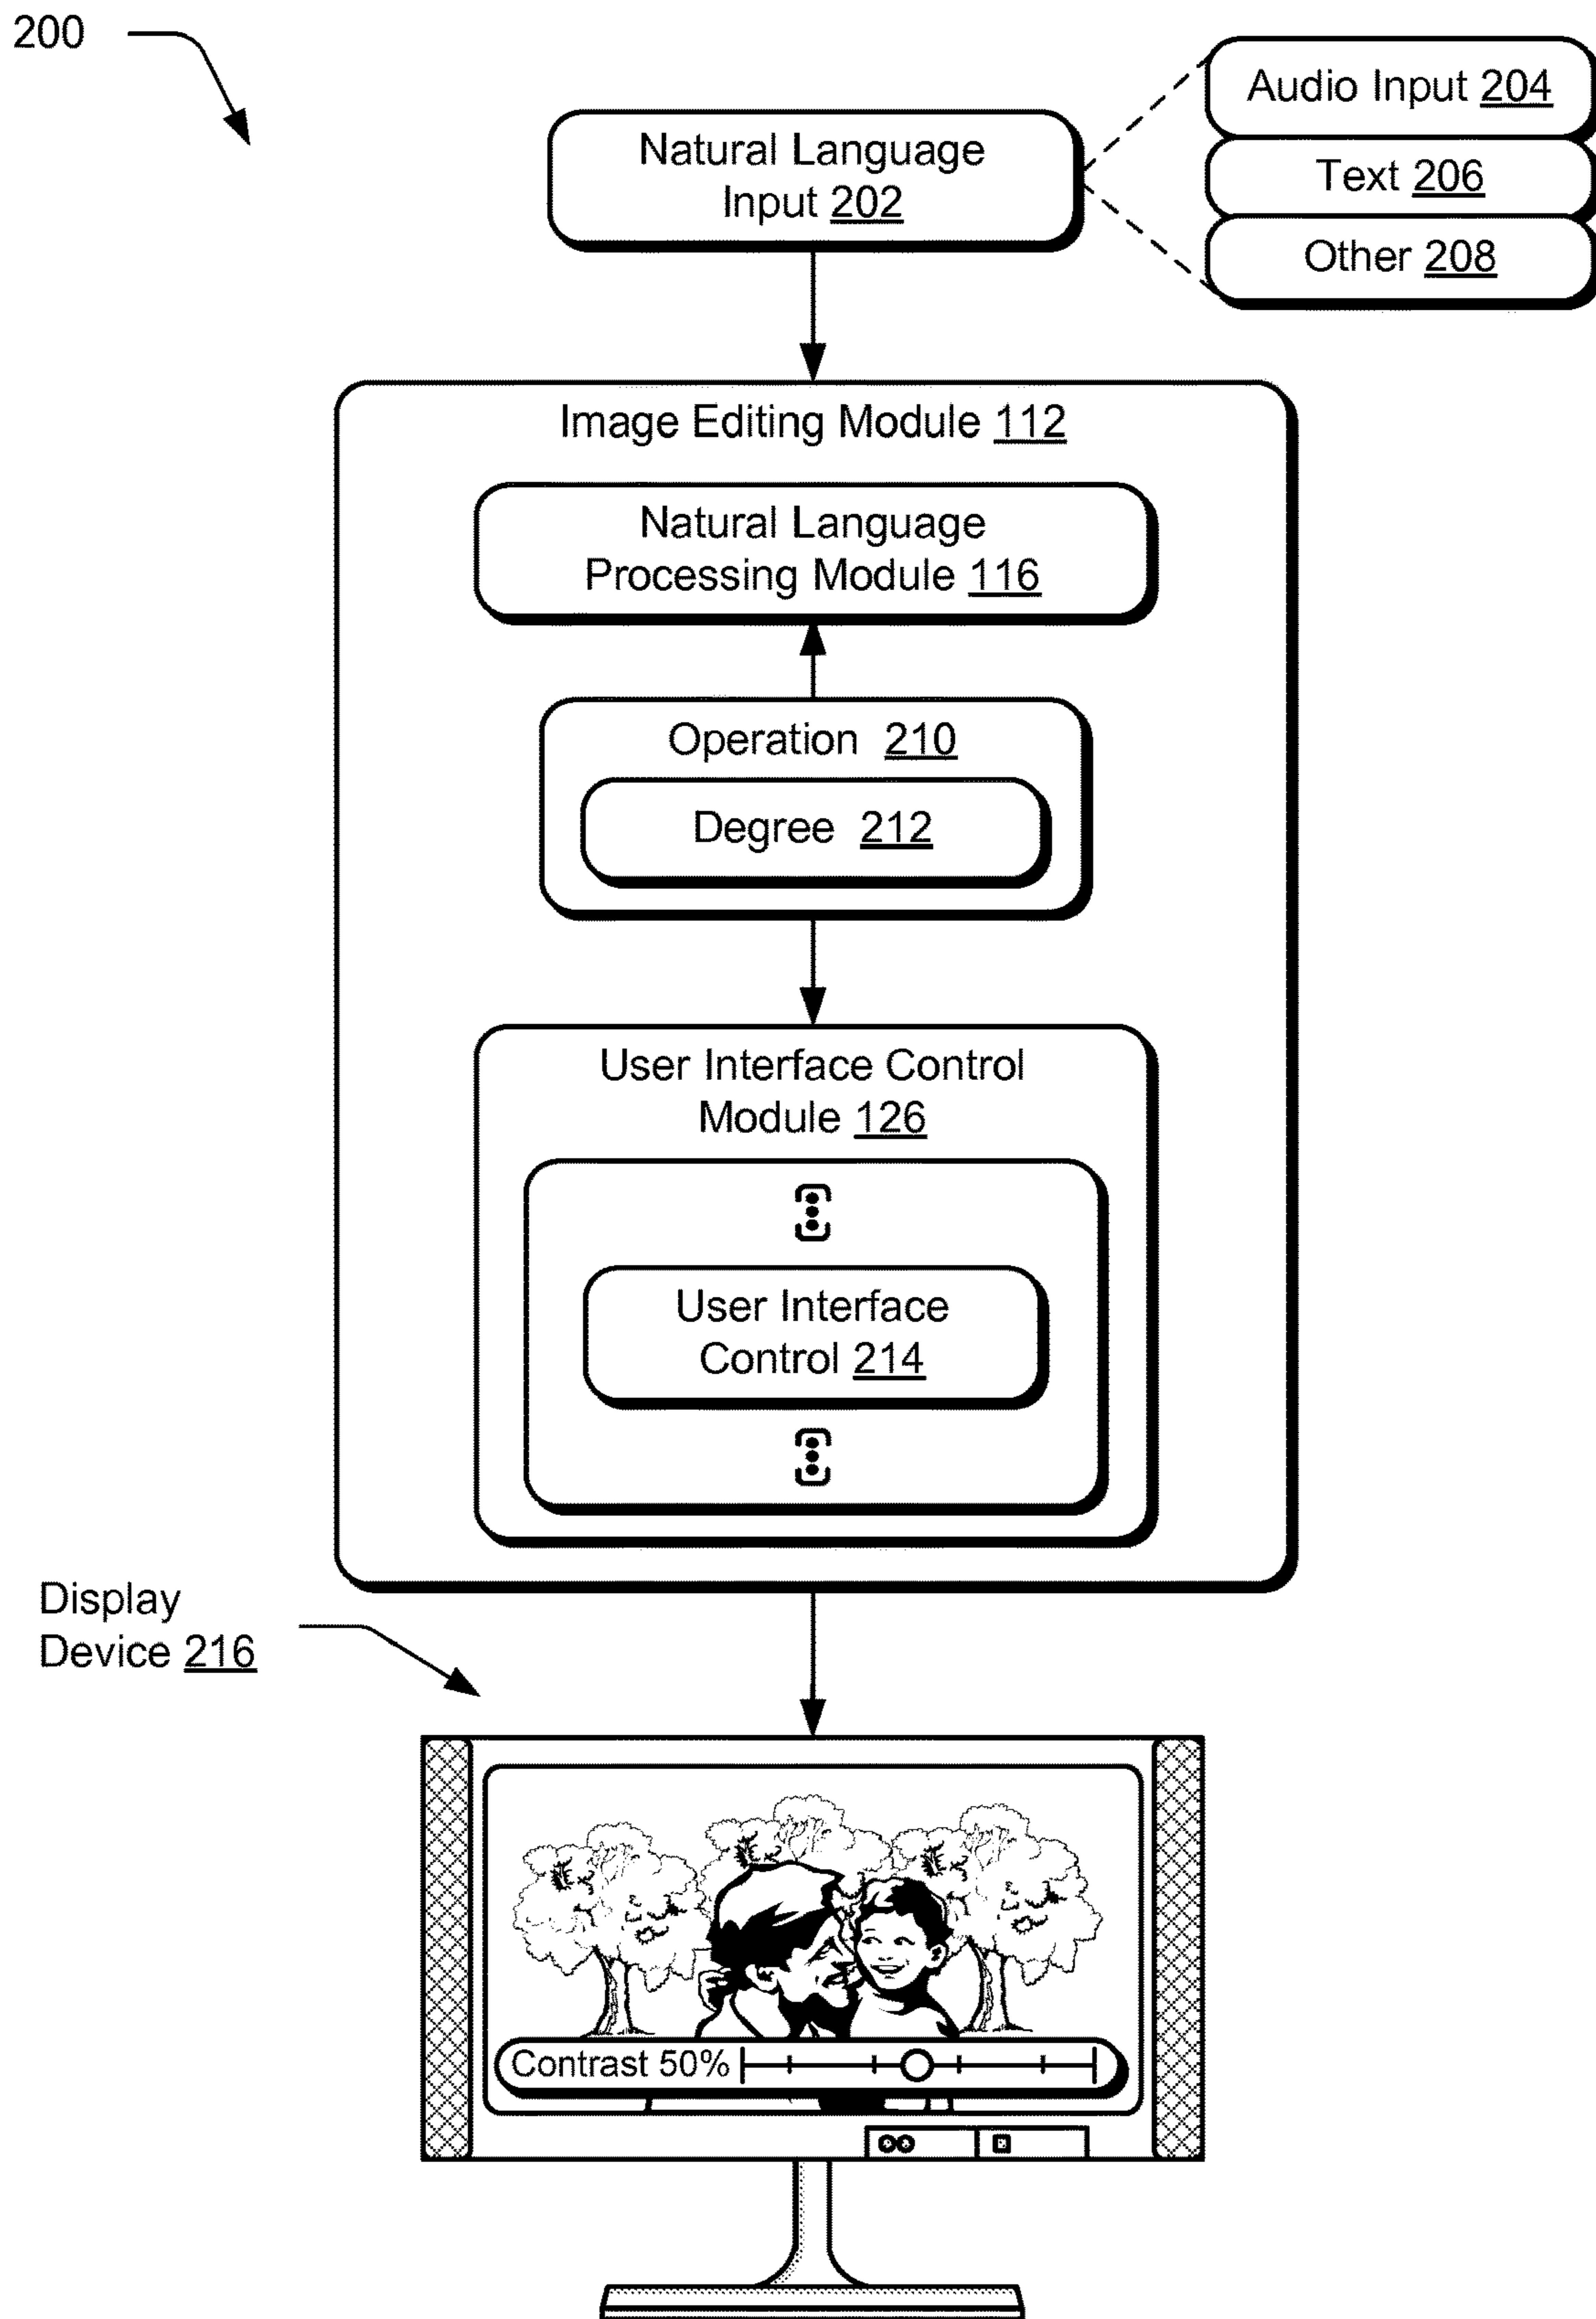 200
Audio Input 204
Natural Language
Input 202
Text 206
Other 208
Image Editing Module 112
Natural Language
Processing Module 116
Operation 210
Degree 212
User Interface Control
Module 126
User Interface
Control 214
Display
Device 216
Contrast 50%